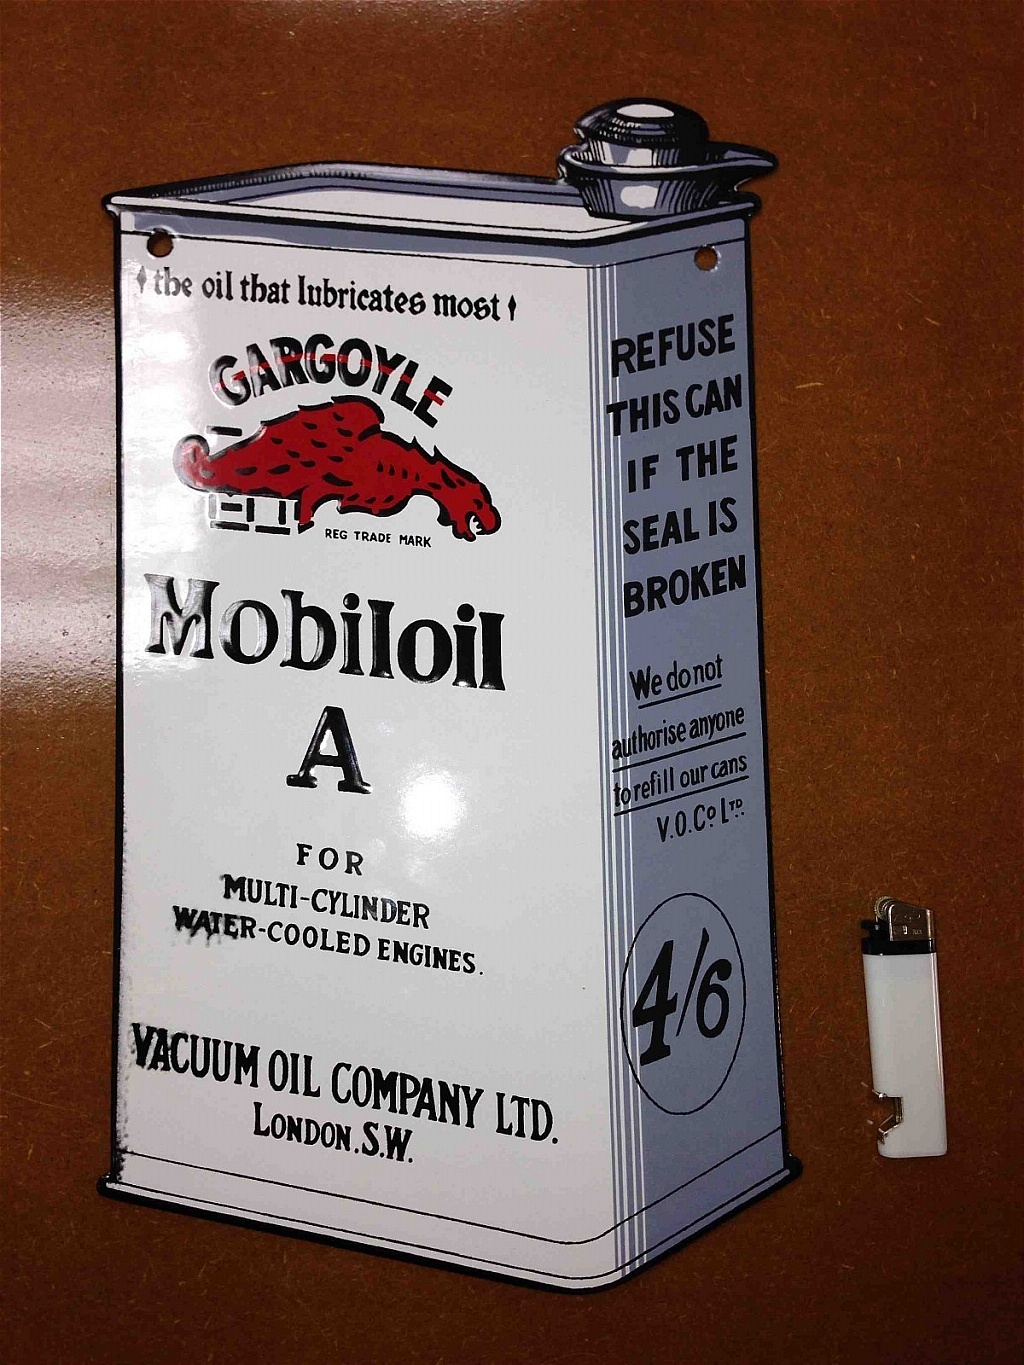 the oil that lubricates most
GARGOYLE
REG TRADE MARK
Mobiloil
A
FOR
MULTI-CYLINDER
WATER-COOLED ENGINES.
VACUUM OIL COMPANY LTD.
LONDON.S.W.
REFUSE
THIS CAN
IF THE
SEAL IS
BROKEN
We do not
authorise anyone
to refill our cans
V.O.Co LTD.
4/6